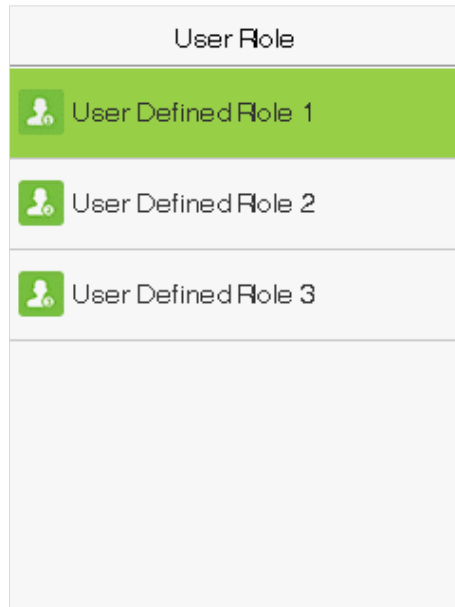 User Role
User Defined Role 1
User Defined Role 2
User Defined Role 3